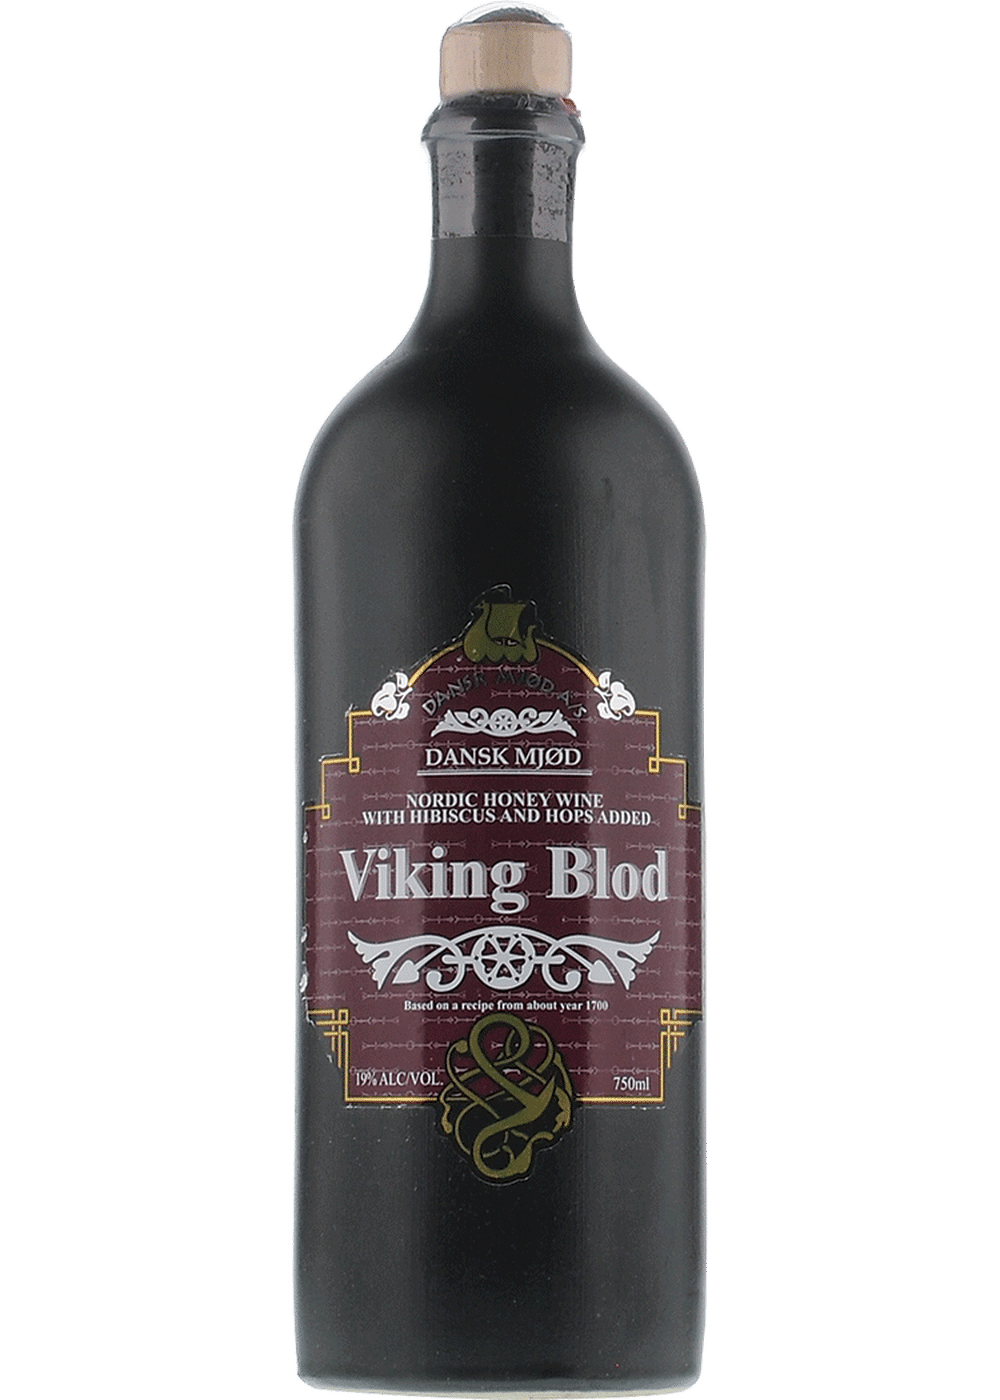 DANSK MJØD A/S
DANSK MJØD
NORDIC HONEY WINE
WITH HIBISCUS AND HOPS ADDED
Viking Blod
Based on a recipe from about year 1700
19% ALC/VOL.
750ml